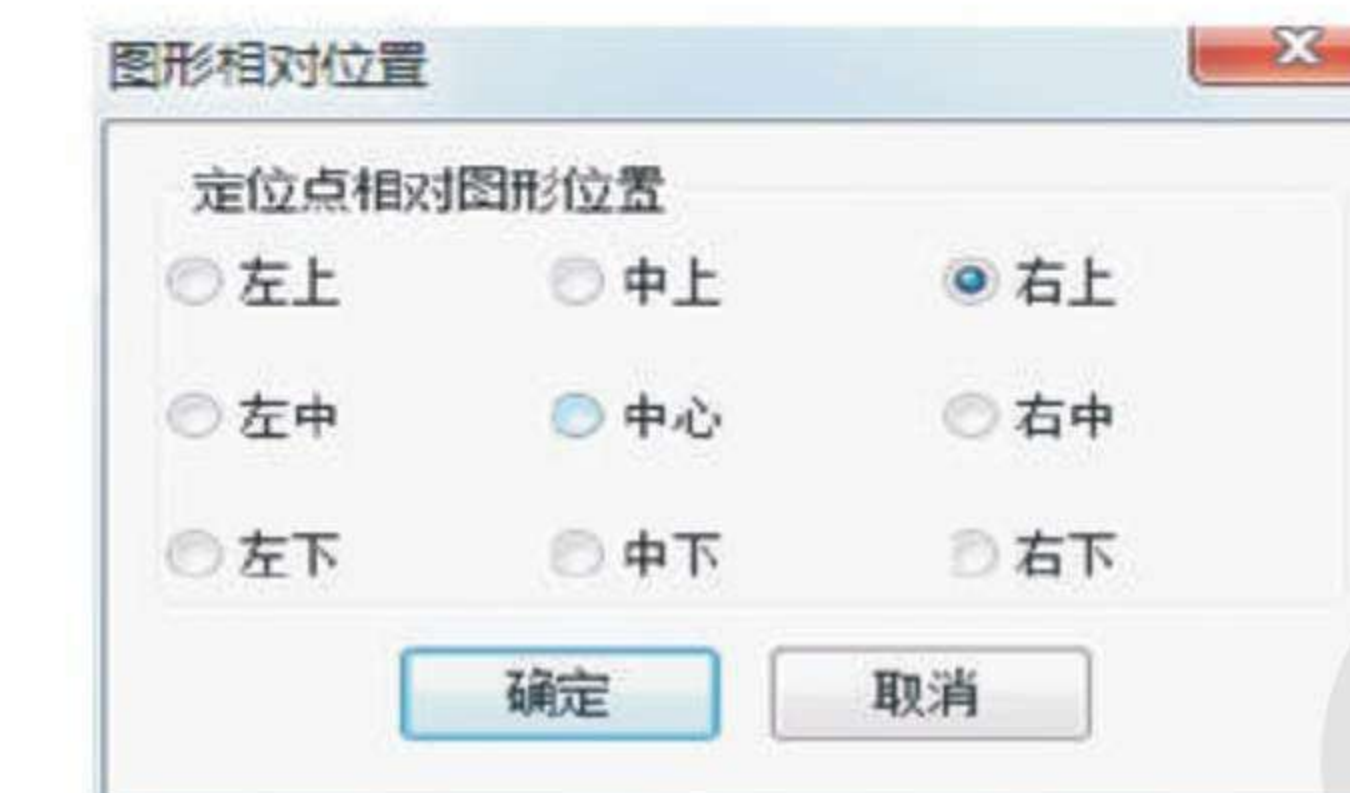 图形相对位置
定位点相对图形位置
左上 中上 右上
左中 中心 右中
左下 中下 右下
确定 取消